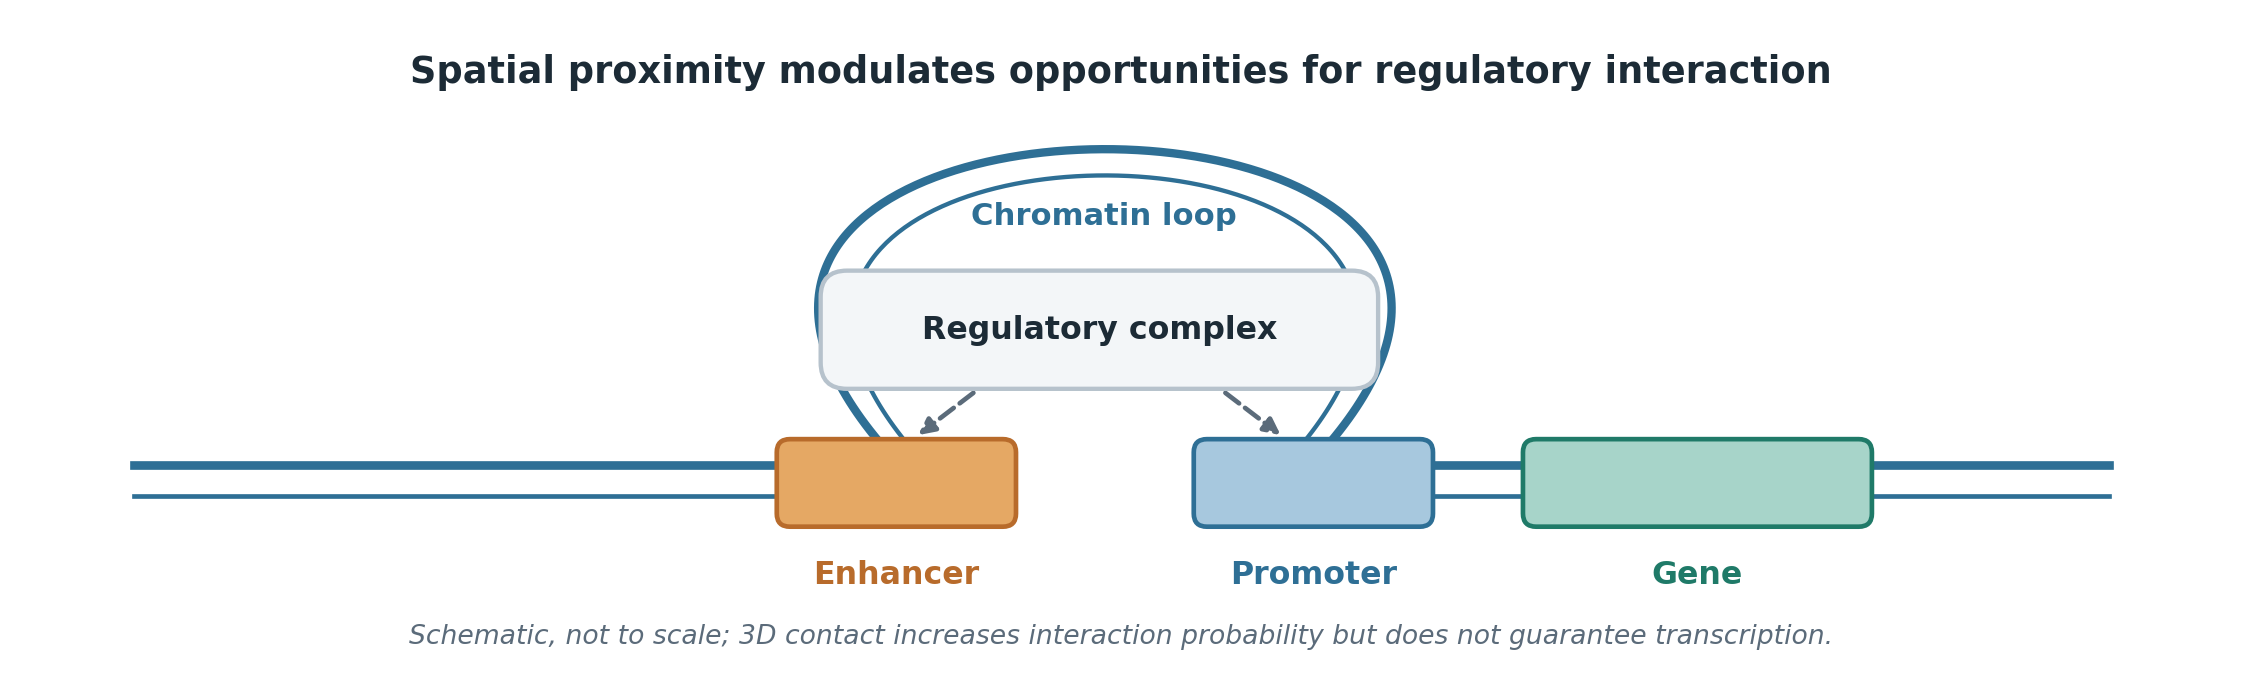 Spatial proximity modulates opportunities for regulatory interaction
Chromatin loop
Regulatory complex
Enhancer
Promoter
Gene
Schematic, not to scale; 3D contact increases interaction probability but does not guarantee transcription.